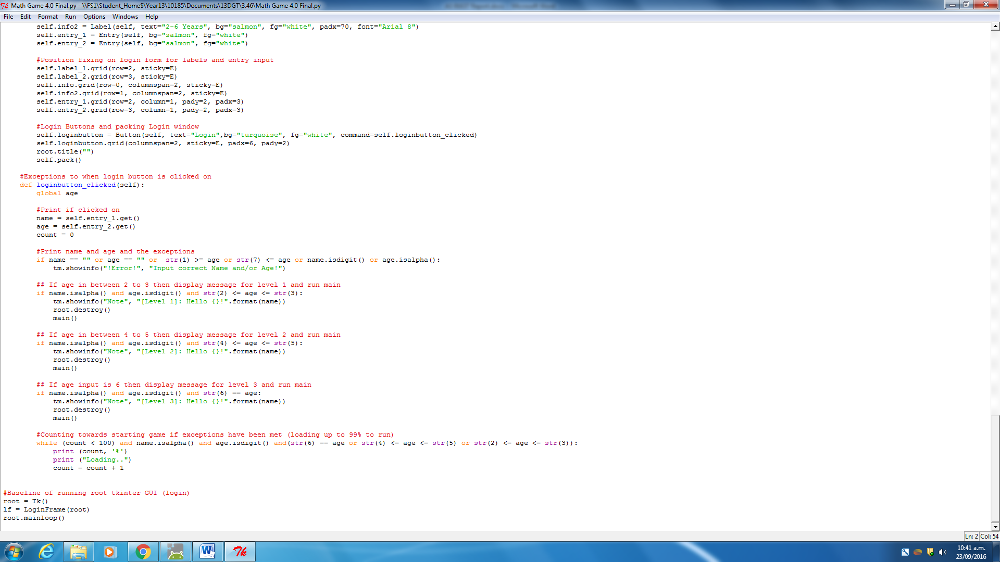 Math Game 4.0 Final.py - \\FS1\Student_Home$\Year13\10185\Documents\13DGT\3.46\Math Game 4.0 Final.py
File Edit Format Run Options Windows Help
        self.info2 = Label(self, text="2-6 Years", bg="salmon", fg="white", padx=70, font="Arial 8")
        self.entry_1 = Entry(self, bg="salmon", fg="white")
        self.entry_2 = Entry(self, bg="salmon", fg="white")
        #Position fixing on login form for labels and entry input
        self.label_1.grid(row=2, sticky=E)
        self.label_2.grid(row=3, sticky=E)
        self.info.grid(row=0, columnspan=2, sticky=E)
        self.info2.grid(row=1, columnspan=2, sticky=E)
        self.entry_1.grid(row=2, column=1, pady=2, padx=3)
        self.entry_2.grid(row=3, column=1, pady=2, padx=3)
        #Login Buttons and packing Login window
        self.loginbutton = Button(self, text="Login",bg="turquoise", fg="white", command=self.loginbutton_clicked)
        self.loginbutton.grid(columnspan=2, sticky=E, padx=6, pady=2)
        root.title("")
        self.pack()
    #Exceptions to when login button is clicked on
    def loginbutton_clicked(self):
        global age
        #Print if clicked on
        name = self.entry_1.get()
        age = self.entry_2.get()
        count = 0
        #Print name and age and the exceptions
        if name == "" or age == "" or  str(1) >= age or str(7) <= age or name.isdigit() or age.isalpha():
            tm.showinfo("!Error!", "Input correct Name and/or Age!")
        ## If age in between 2 to 3 then display message for level 1 and run main
        if name.isalpha() and age.isdigit() and str(2) <= age <= str(3):
            tm.showinfo("Note", "[Level 1]: Hello {}!".format(name))
            root.destroy()
            main()
        ## If age in between 4 to 5 then display message for level 2 and run main
        if name.isalpha() and age.isdigit() and str(4) <= age <= str(5):
            tm.showinfo("Note", "[Level 2]: Hello {}!".format(name))
            root.destroy()
            main()
        ## If age input is 6 then display message for level 3 and run main
        if name.isalpha() and age.isdigit() and str(6) == age:
            tm.showinfo("Note", "[Level 3]: Hello {}!".format(name))
            root.destroy()
            main()
        #Counting towards starting game if exceptions have been met (loading up to 99% to run)
        while (count < 100) and name.isalpha() and age.isdigit() and(str(6) == age or str(4) <= age <= str(5) or str(2) <= age <= str(3)):
            print (count, '%')
            print ("Loading..")
            count = count + 1
#Baseline of running root tkinter GUI (login)
root = Tk()
lf = LoginFrame(root)
root.mainloop()
Ln: 2 Col: 54
10:41 a.m.
23/09/2016